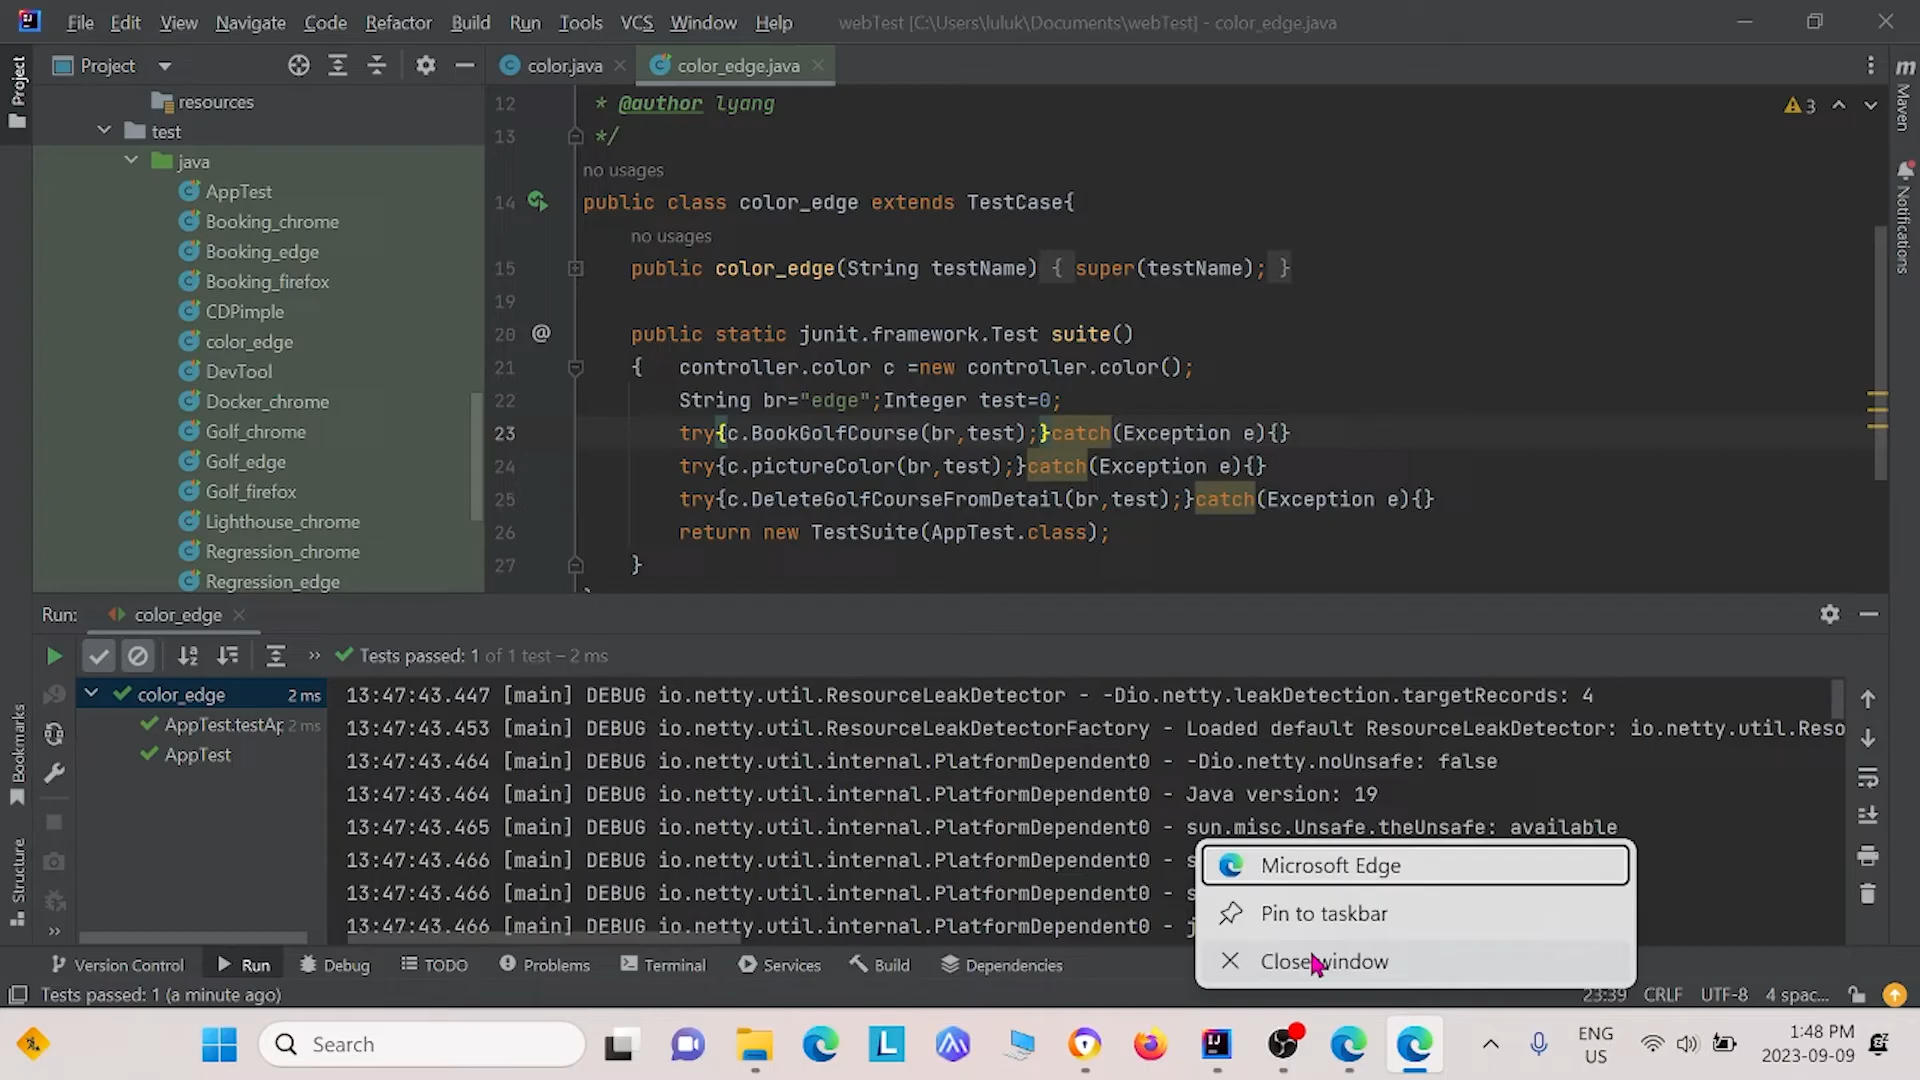 File Edit View Navigate Code Refactor Build Run Tools VCS Window Help webTest [C:\Users\luluk\Documents\webTest] - color_edge.java
Project
Project
color.java
color_edge.java
Maven
Notifications
resources
test
java
AppTest
Booking_chrome
Booking_edge
Booking_firefox
CDPimple
color_edge
DevTool
Docker_chrome
Golf_chrome
Golf_edge
Golf_firefox
Lighthouse_chrome
Regression_chrome
Regression_edge
3
12 * @author lyang
13 */
no usages
14 public class color_edge extends TestCase{
no usages
15 public color_edge(String testName) { super(testName); }
19
20 @ public static junit.framework.Test suite()
21 { controller.color c =new controller.color();
22 String br="edge";Integer test=0;
23 try{c.BookGolfCourse(br,test);}catch(Exception e){}
24 try{c.pictureColor(br,test);}catch(Exception e){}
25 try{c.DeleteGolfCourseFromDetail(br,test);}catch(Exception e){}
26 return new TestSuite(AppTest.class);
27 }
Run: color_edge
Tests passed: 1 of 1 test – 2 ms
color_edge 2 ms
AppTest.testAp 2 ms
AppTest
13:47:43.447 [main] DEBUG io.netty.util.ResourceLeakDetector - -Dio.netty.leakDetection.targetRecords: 4
13:47:43.453 [main] DEBUG io.netty.util.ResourceLeakDetectorFactory - Loaded default ResourceLeakDetector: io.netty.util.Reso
13:47:43.464 [main] DEBUG io.netty.util.internal.PlatformDependent0 - -Dio.netty.noUnsafe: false
13:47:43.464 [main] DEBUG io.netty.util.internal.PlatformDependent0 - Java version: 19
13:47:43.465 [main] DEBUG io.netty.util.internal.PlatformDependent0 - sun.misc.Unsafe.theUnsafe: available
13:47:43.466 [main] DEBUG io.netty.util.internal.PlatformDependent0 - s
13:47:43.466 [main] DEBUG io.netty.util.internal.PlatformDependent0 - s
13:47:43.466 [main] DEBUG io.netty.util.internal.PlatformDependent0 - j
Microsoft Edge
Pin to taskbar
Close window
Bookmarks
Structure
Version Control Run Debug TODO Problems Terminal Services Build Dependencies
Tests passed: 1 (a minute ago)
23:39 CRLF UTF-8 4 spac...
Search
L
ENG
US
1:48 PM
2023-09-09